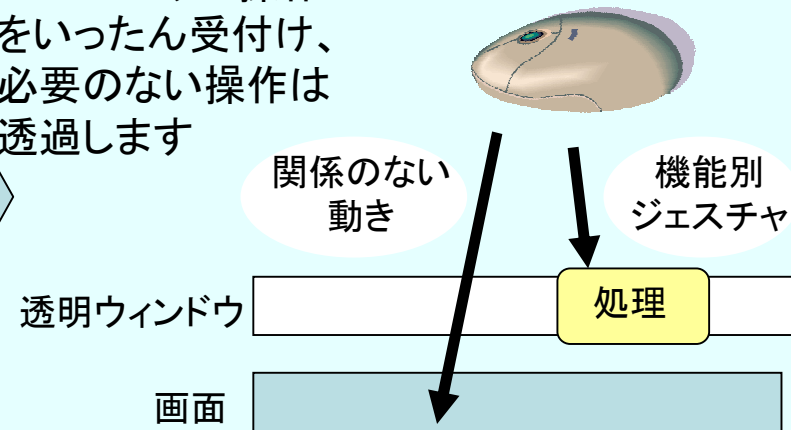 をいったん受付け、
必要のない操作は
透過します
関係のない
動き
機能別
ジェスチャ
透明ウィンドウ
処理
画面